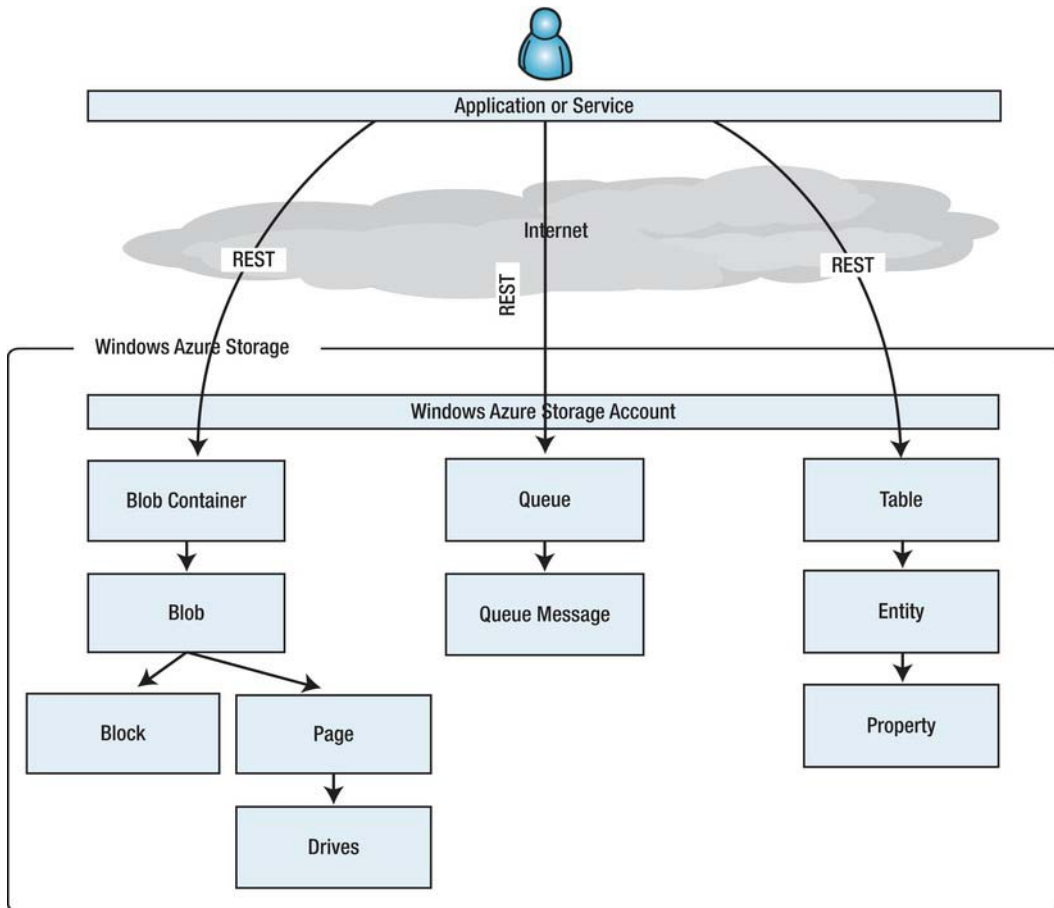 Application or Service
Internet
REST
REST
REST
Windows Azure Storage
Windows Azure Storage Account
Blob Container
Queue
Table
Blob
Queue Message
Entity
Block
Page
Property
Drives